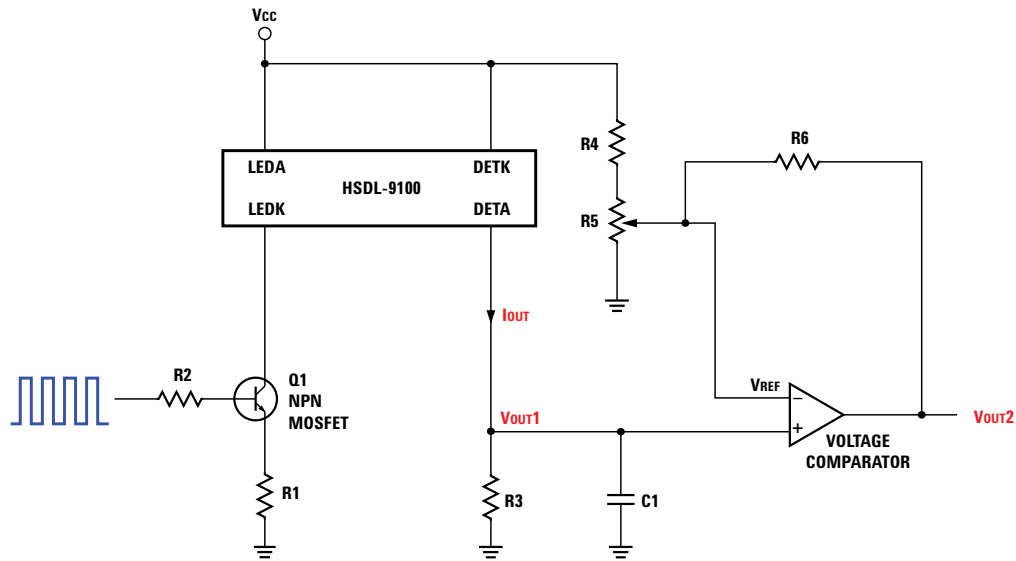 Vcc
LEDA
DETK
HSDL-9100
LEDK
DETA
R4
R5
R6
IOUT
R2
Q1
NPN
MOSFET
VREF
VOUT1
−
+
VOUT2
VOLTAGE
COMPARATOR
R1
R3
C1